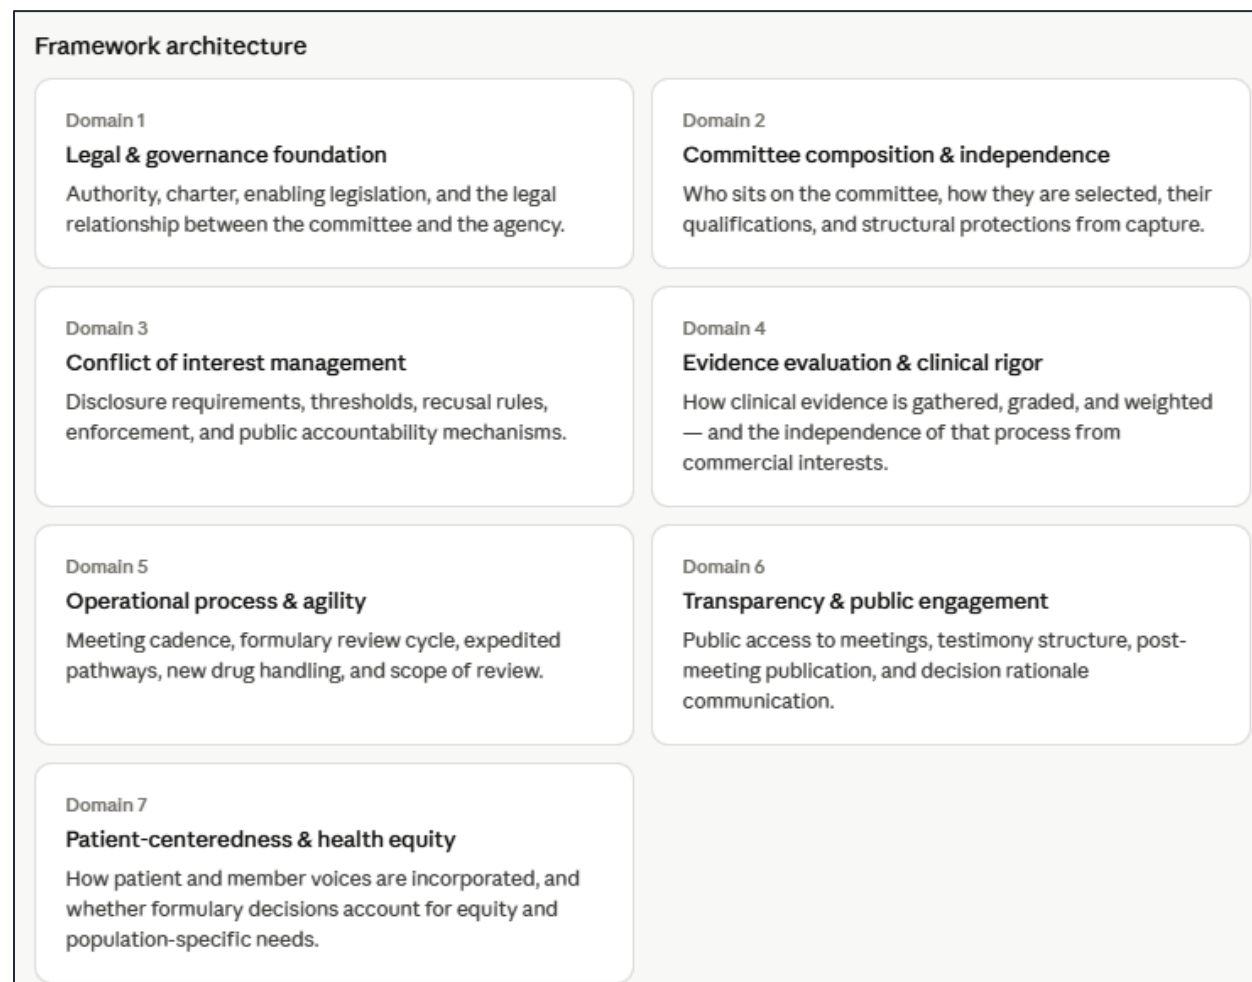 Framework architecture
Domain 1
Legal & governance foundation
Authority, charter, enabling legislation, and the legal
relationship between the committee and the agency.
Domain 2
Committee composition & independence
Who sits on the committee, how they are selected, their
qualifications, and structural protections from capture.
Domain 3
Conflict of interest management
Disclosure requirements, thresholds, recusal rules,
enforcement, and public accountability mechanisms.
Domain 4
Evidence evaluation & clinical rigor
How clinical evidence is gathered, graded, and weighted
— and the independence of that process from
commercial interests.
Domain 5
Operational process & agility
Meeting cadence, formulary review cycle, expedited
pathways, new drug handling, and scope of review.
Domain 6
Transparency & public engagement
Public access to meetings, testimony structure, post-
meeting publication, and decision rationale
communication.
Domain 7
Patient-centeredness & health equity
How patient and member voices are incorporated, and
whether formulary decisions account for equity and
population-specific needs.